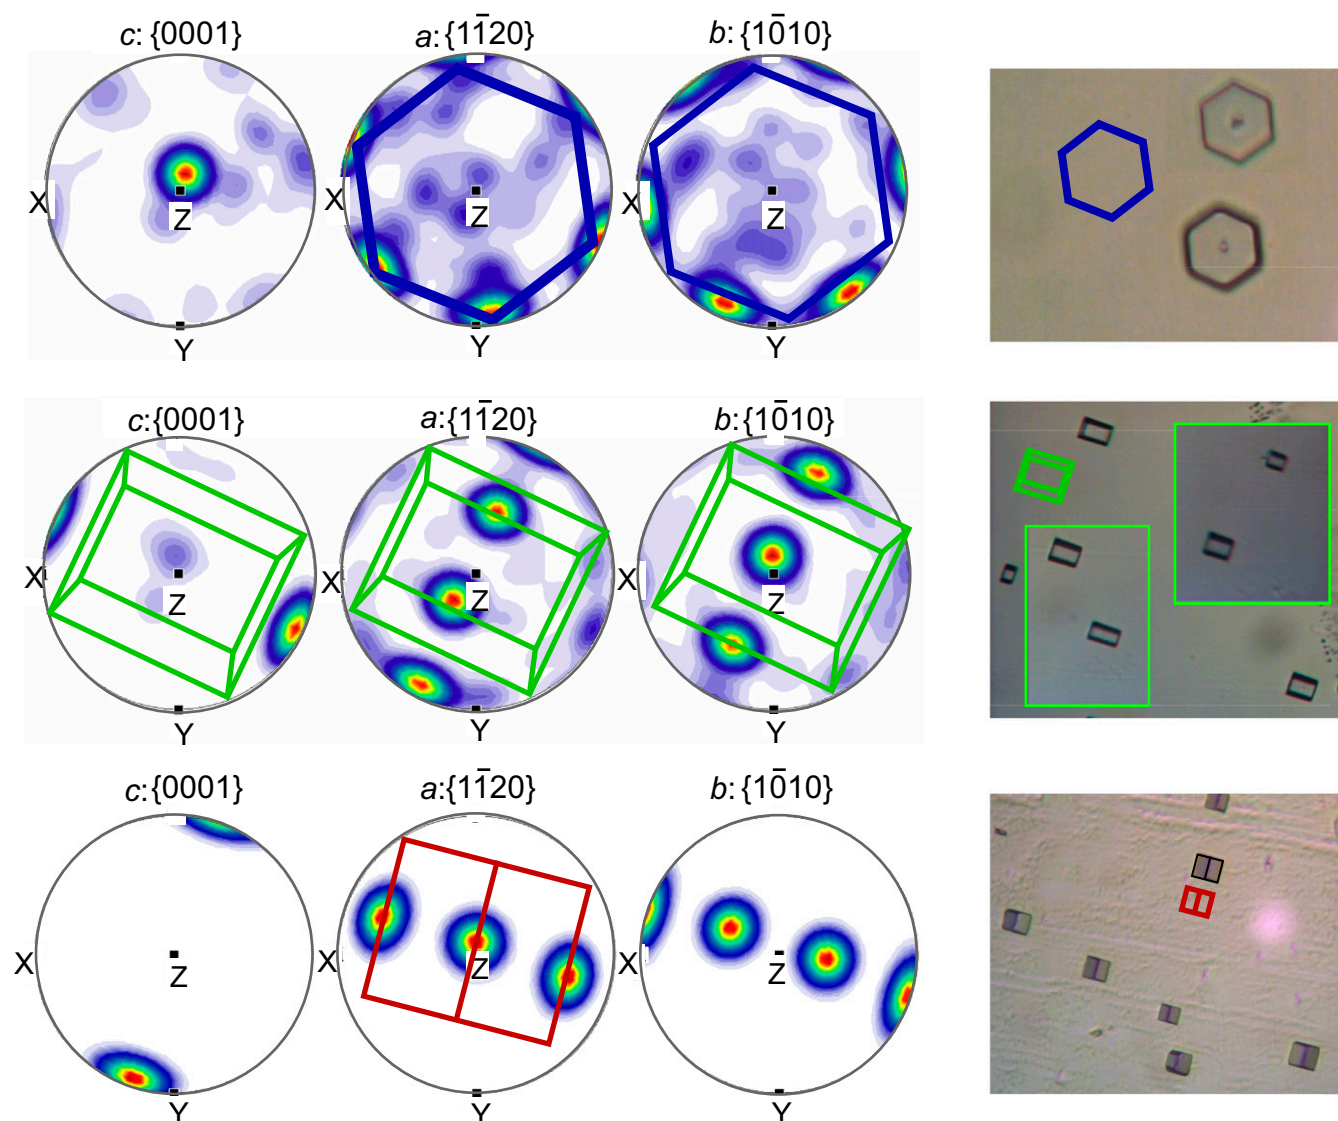 c: {0001} a: {11̄20} b: {101̄0}
X X X
Z Z Z
Y Y Y
c:{0001} a:{11̄20} b:{101̄0}
X X X
Z Z Z
Y Y Y
c:{0001} a:{11̄20} b:{101̄0}
X X X
Z Z Z
Y Y Y